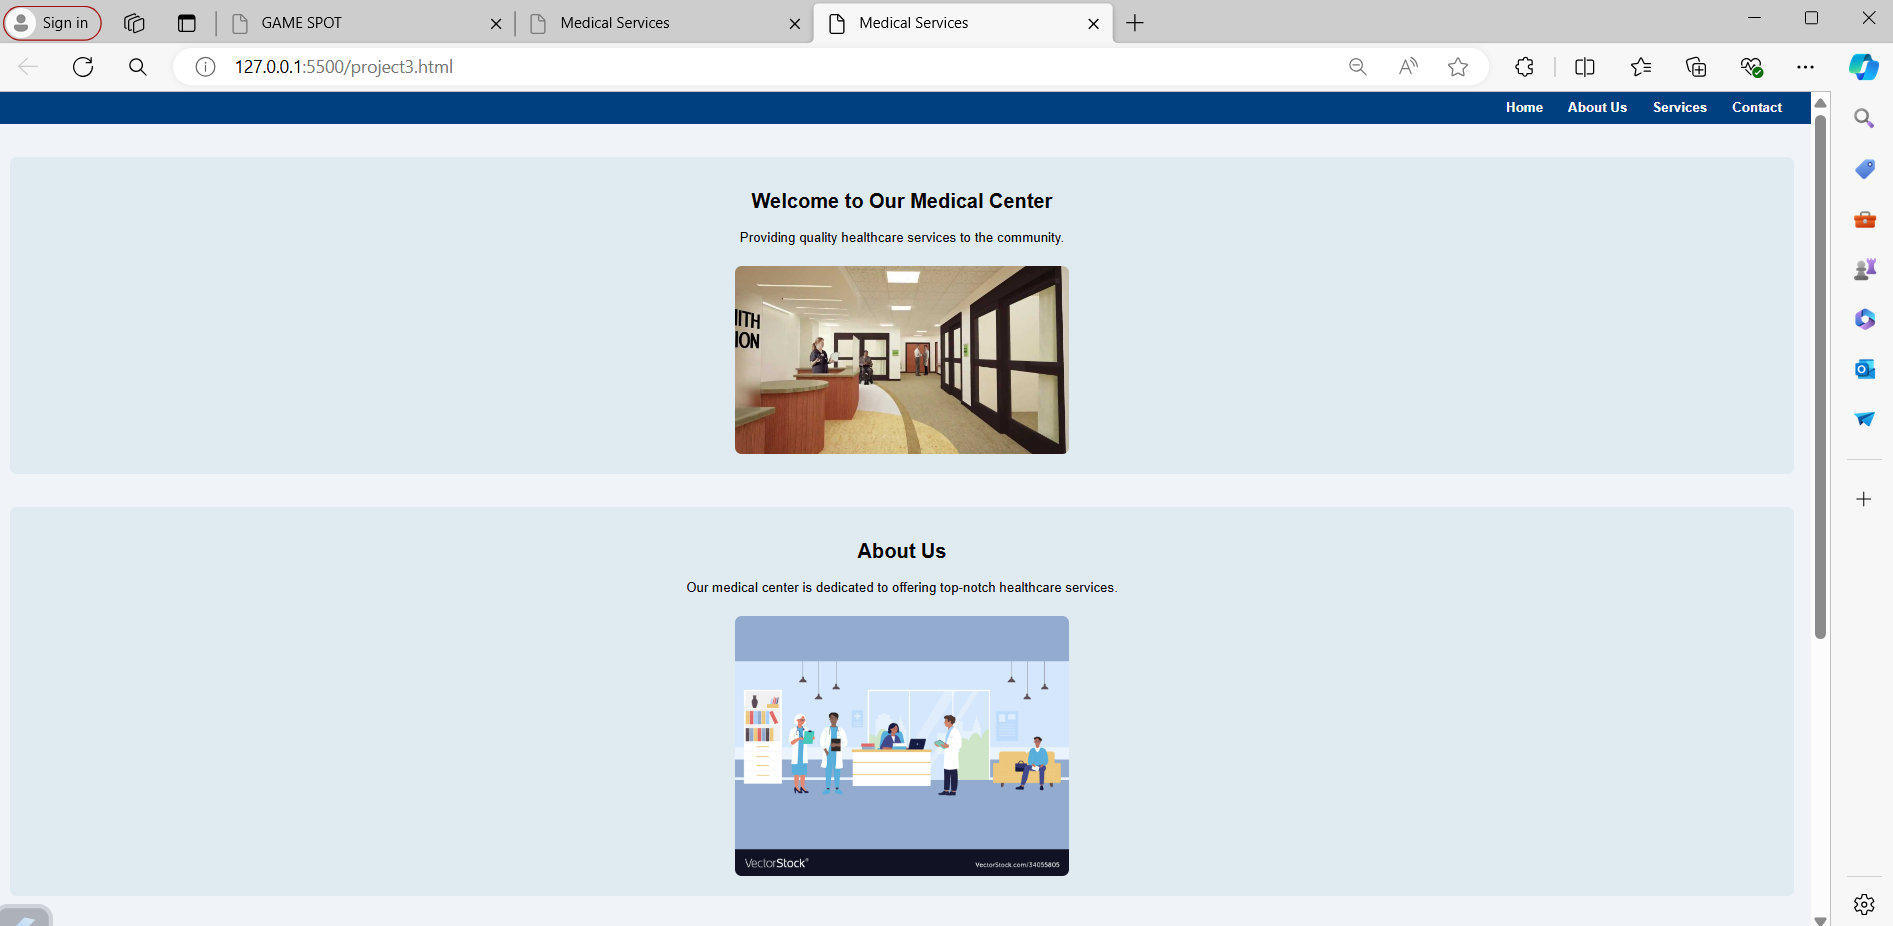 Sign in
GAME SPOT
Medical Services
Medical Services
127.0.0.1:5500/project3.html
Home About Us Services Contact
Welcome to Our Medical Center
Providing quality healthcare services to the community.
ITH
ION
About Us
Our medical center is dedicated to offering top-notch healthcare services.
VectorStock®
VectorStock.com/34055805